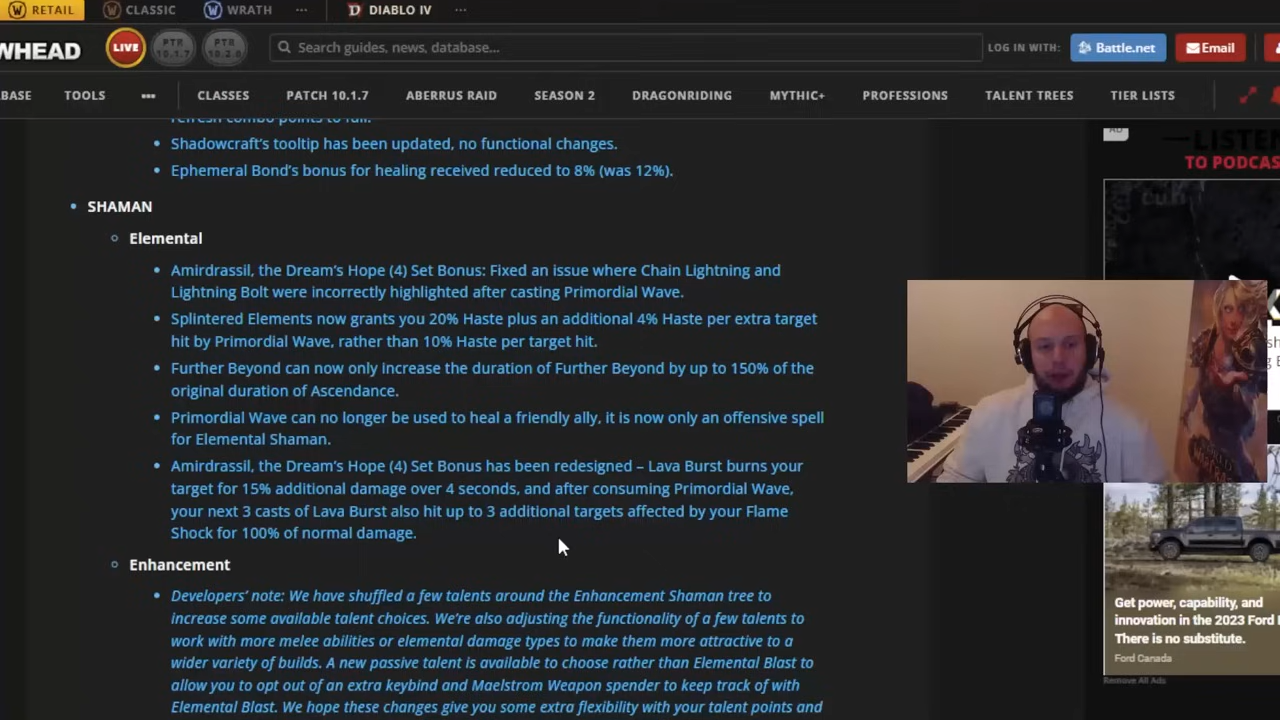 RETAIL CLASSIC WRATH ... DIABLO IV ...
WHEAD LIVE PTR 10.1.7 PTR Search guides, news, database... LOG IN WITH: Battle.net Email
BASE TOOLS ... CLASSES PATCH 10.1.7 ABERRUS RAID SEASON 2 DRAGONRIDING MYTHIC+ PROFESSIONS TALENT TREES TIER LISTS
refresh combo points to full.
• Shadowcraft's tooltip has been updated, no functional changes.
• Ephemeral Bond's bonus for healing received reduced to 8% (was 12%).
• SHAMAN
Elemental
• Amirdrassil, the Dream's Hope (4) Set Bonus: Fixed an issue where Chain Lightning and
Lightning Bolt were incorrectly highlighted after casting Primordial Wave.
• Splintered Elements now grants you 20% Haste plus an additional 4% Haste per extra target
hit by Primordial Wave, rather than 10% Haste per target hit.
• Further Beyond can now only increase the duration of Further Beyond by up to 150% of the
original duration of Ascendance.
• Primordial Wave can no longer be used to heal a friendly ally, it is now only an offensive spell
for Elemental Shaman.
• Amirdrassil, the Dream's Hope (4) Set Bonus has been redesigned – Lava Burst burns your
target for 15% additional damage over 4 seconds, and after consuming Primordial Wave,
your next 3 casts of Lava Burst also hit up to 3 additional targets affected by your Flame
Shock for 100% of normal damage.
Enhancement
• Developers' note: We have shuffled a few talents around the Enhancement Shaman tree to
increase some available talent choices. We're also adjusting the functionality of a few talents to
work with more melee abilities or elemental damage types to make them more attractive to a
wider variety of builds. A new passive talent is available to choose rather than Elemental Blast to
allow you to opt out of an extra keybind and Maelstrom Weapon spender to keep track of with
Elemental Blast. We hope these changes give you some extra flexibility with your talent points and
AD
—LISTEN
TO PODCAS
Get power, capability, and
innovation in the 2023 Ford
There is no substitute.
Ford Canada
Remove All Ads